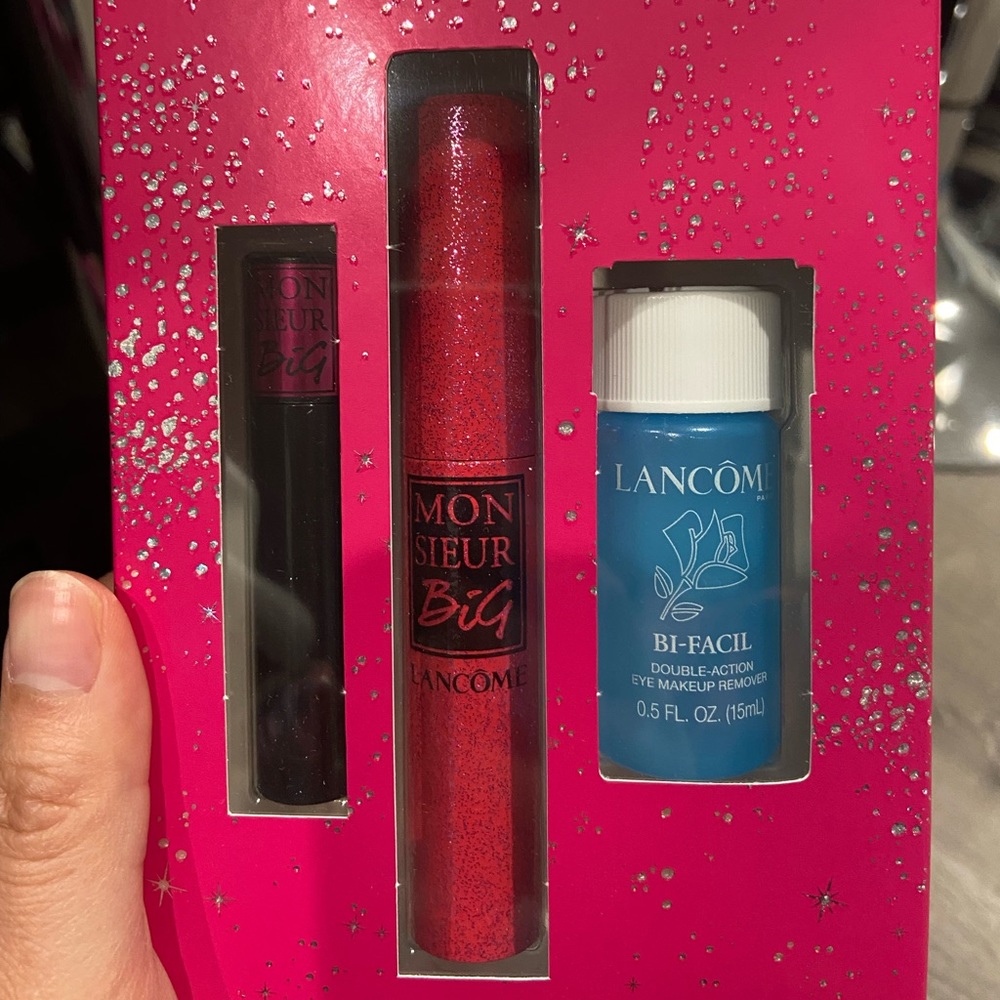 MON
SIEUR
BiG
MON
SIEUR
BiG
LANCÔME
LANCÔME
BI-FACIL
DOUBLE-ACTION
EYE MAKEUP REMOVER
0.5 FL. OZ. (15mL)